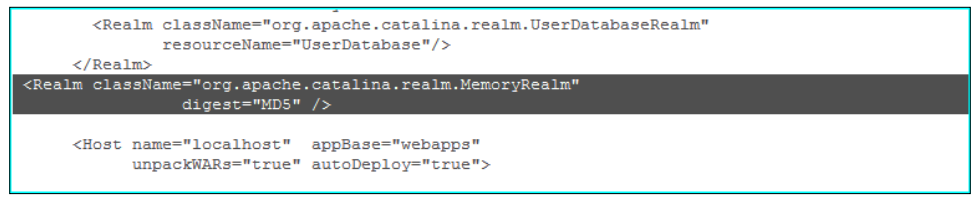 <Realm className="org.apache.catalina.realm.UserDatabaseRealm"
resourceName="UserDatabase"/>
</Realm>
<Realm className="org.apache.catalina.realm.MemoryRealm"
digest="MD5" />
<Host name="localhost"  appBase="webapps"
unpackWARs="true" autoDeploy="true">